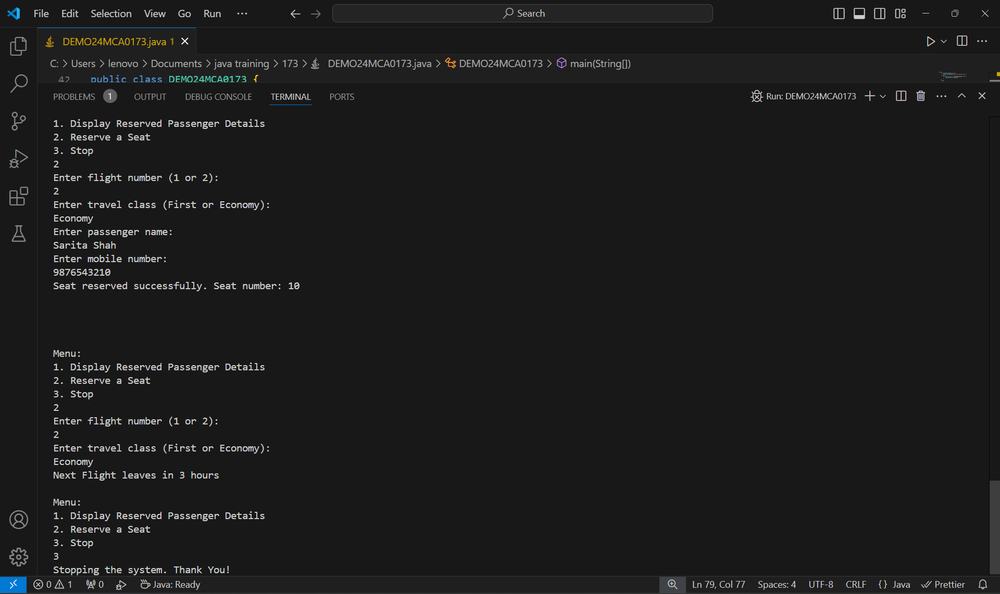 File Edit Selection View Go Run ··· Search
DEMO24MCA0173.java 1
C: > Users > lenovo > Documents > java training > 173 > DEMO24MCA0173.java > DEMO24MCA0173 > main(String[])
42 public class DEMO24MCA0173 {
PROBLEMS 1 OUTPUT DEBUG CONSOLE TERMINAL PORTS Run: DEMO24MCA0173
1. Display Reserved Passenger Details
2. Reserve a Seat
3. Stop
2
Enter flight number (1 or 2):
2
Enter travel class (First or Economy):
Economy
Enter passenger name:
Sarita Shah
Enter mobile number:
9876543210
Seat reserved successfully. Seat number: 10
Menu:
1. Display Reserved Passenger Details
2. Reserve a Seat
3. Stop
2
Enter flight number (1 or 2):
2
Enter travel class (First or Economy):
Economy
Next Flight leaves in 3 hours
Menu:
1. Display Reserved Passenger Details
2. Reserve a Seat
3. Stop
3
Stopping the system. Thank You!
0 1 0 Java: Ready Ln 79, Col 77 Spaces: 4 UTF-8 CRLF {} Java Prettier